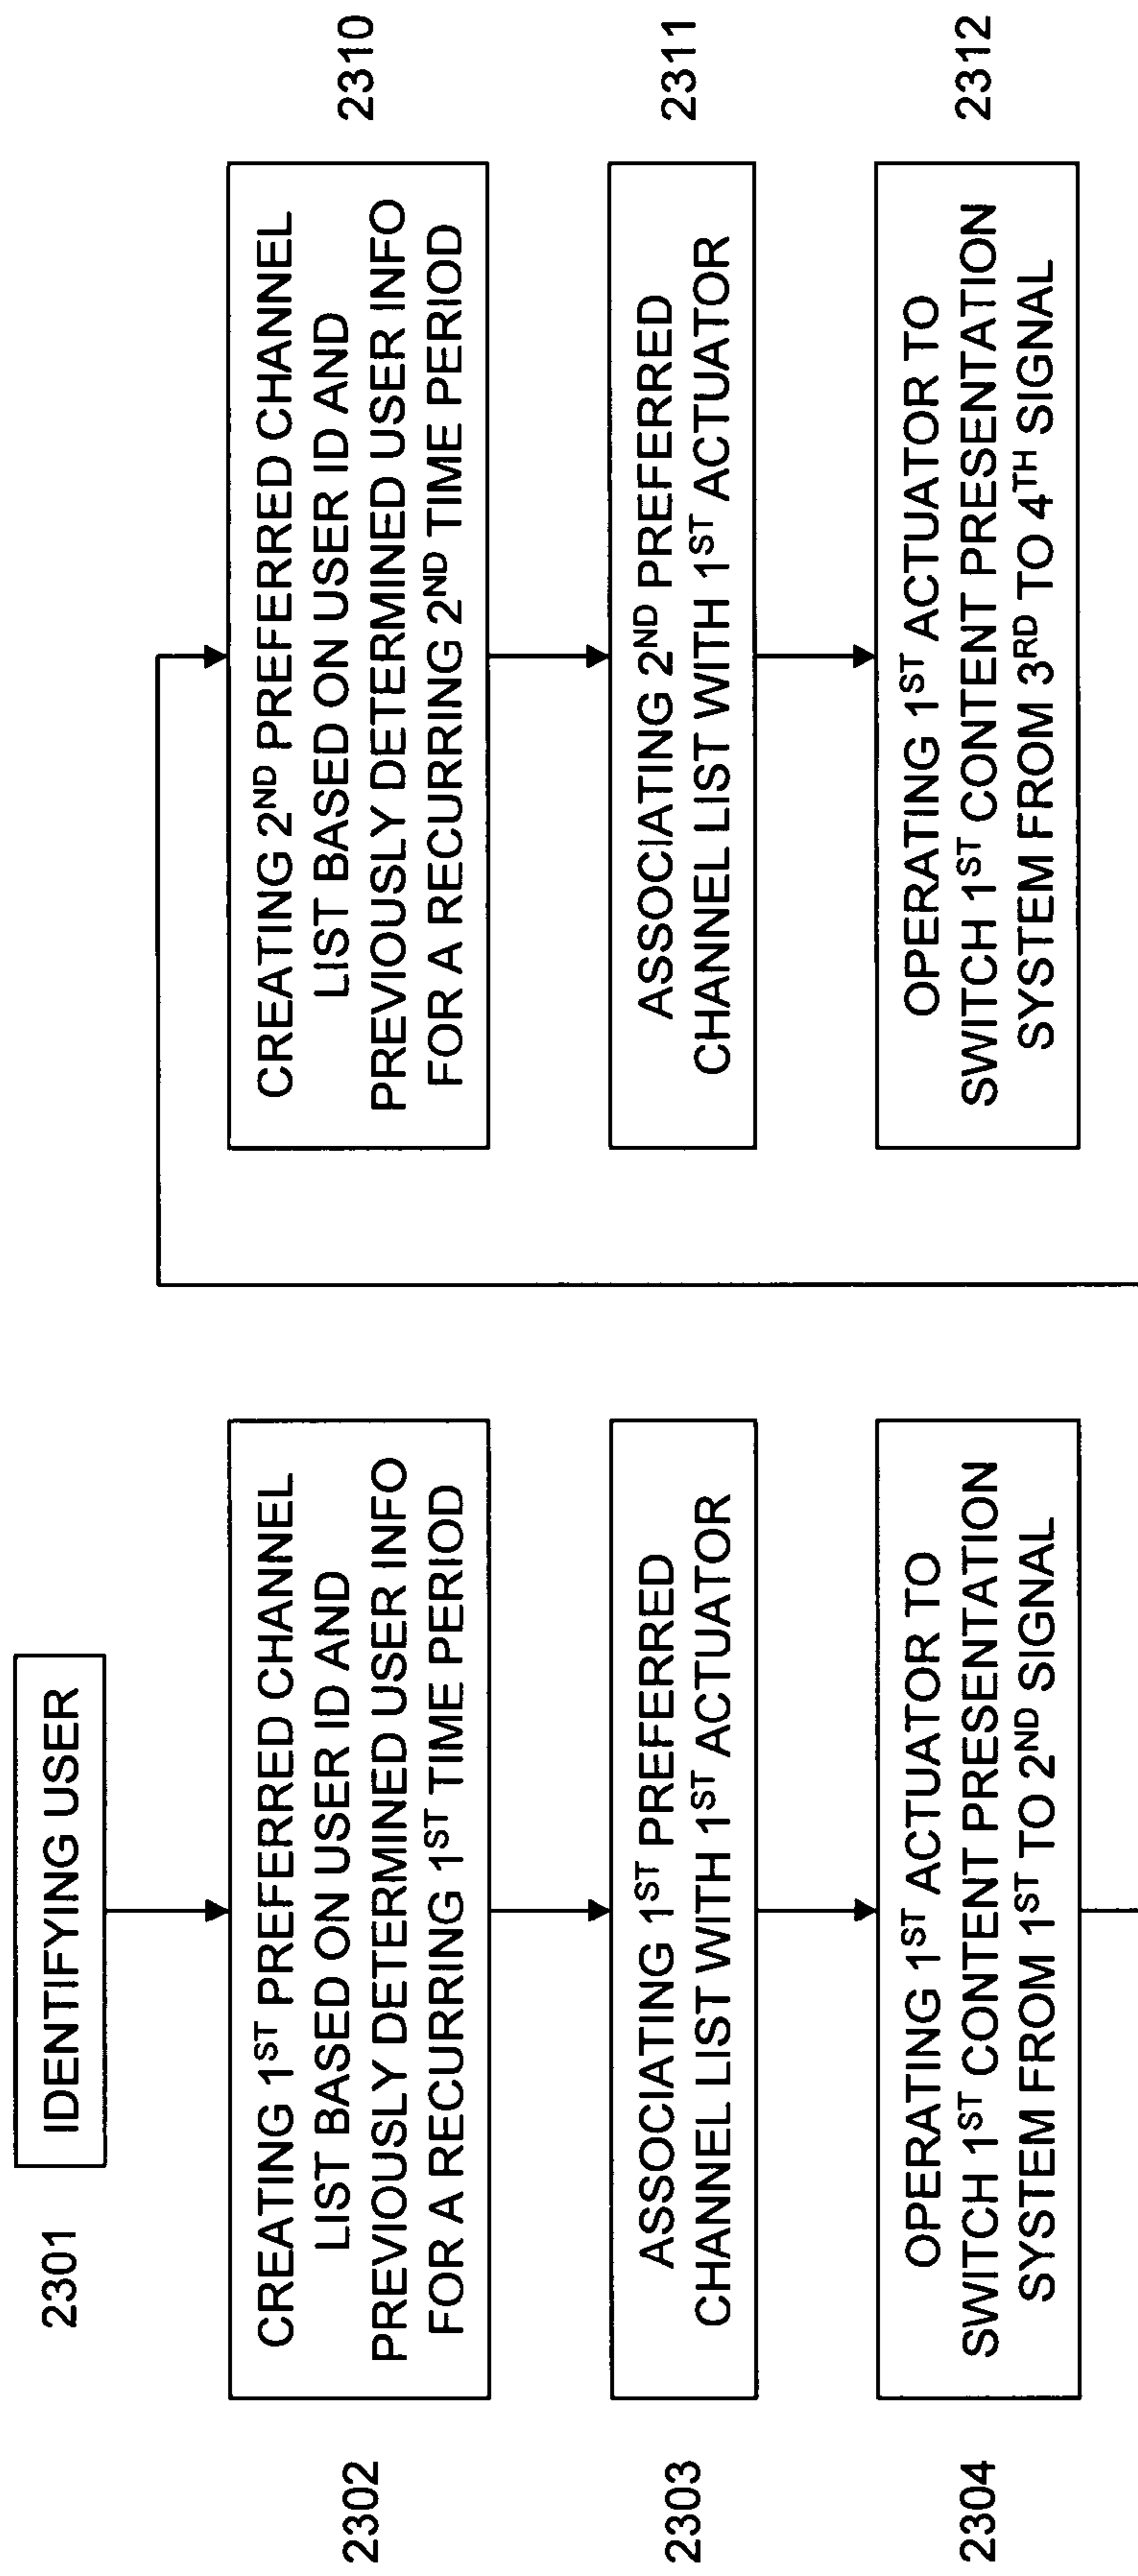 2301
IDENTIFYING USER
2302
CREATING 1ST PREFERRED CHANNEL
LIST BASED ON USER ID AND
PREVIOUSLY DETERMINED USER INFO
FOR A RECURRING 1ST TIME PERIOD
2303
ASSOCIATING 1ST PREFERRED
CHANNEL LIST WITH 1ST ACTUATOR
2304
OPERATING 1ST ACTUATOR TO
SWITCH 1ST CONTENT PRESENTATION
SYSTEM FROM 1ST TO 2ND SIGNAL
CREATING 2ND PREFERRED CHANNEL
LIST BASED ON USER ID AND
PREVIOUSLY DETERMINED USER INFO
FOR A RECURRING 2ND TIME PERIOD
2310
ASSOCIATING 2ND PREFERRED
CHANNEL LIST WITH 1ST ACTUATOR
2311
OPERATING 1ST ACTUATOR TO
SWITCH 1ST CONTENT PRESENTATION
SYSTEM FROM 3RD TO 4TH SIGNAL
2312